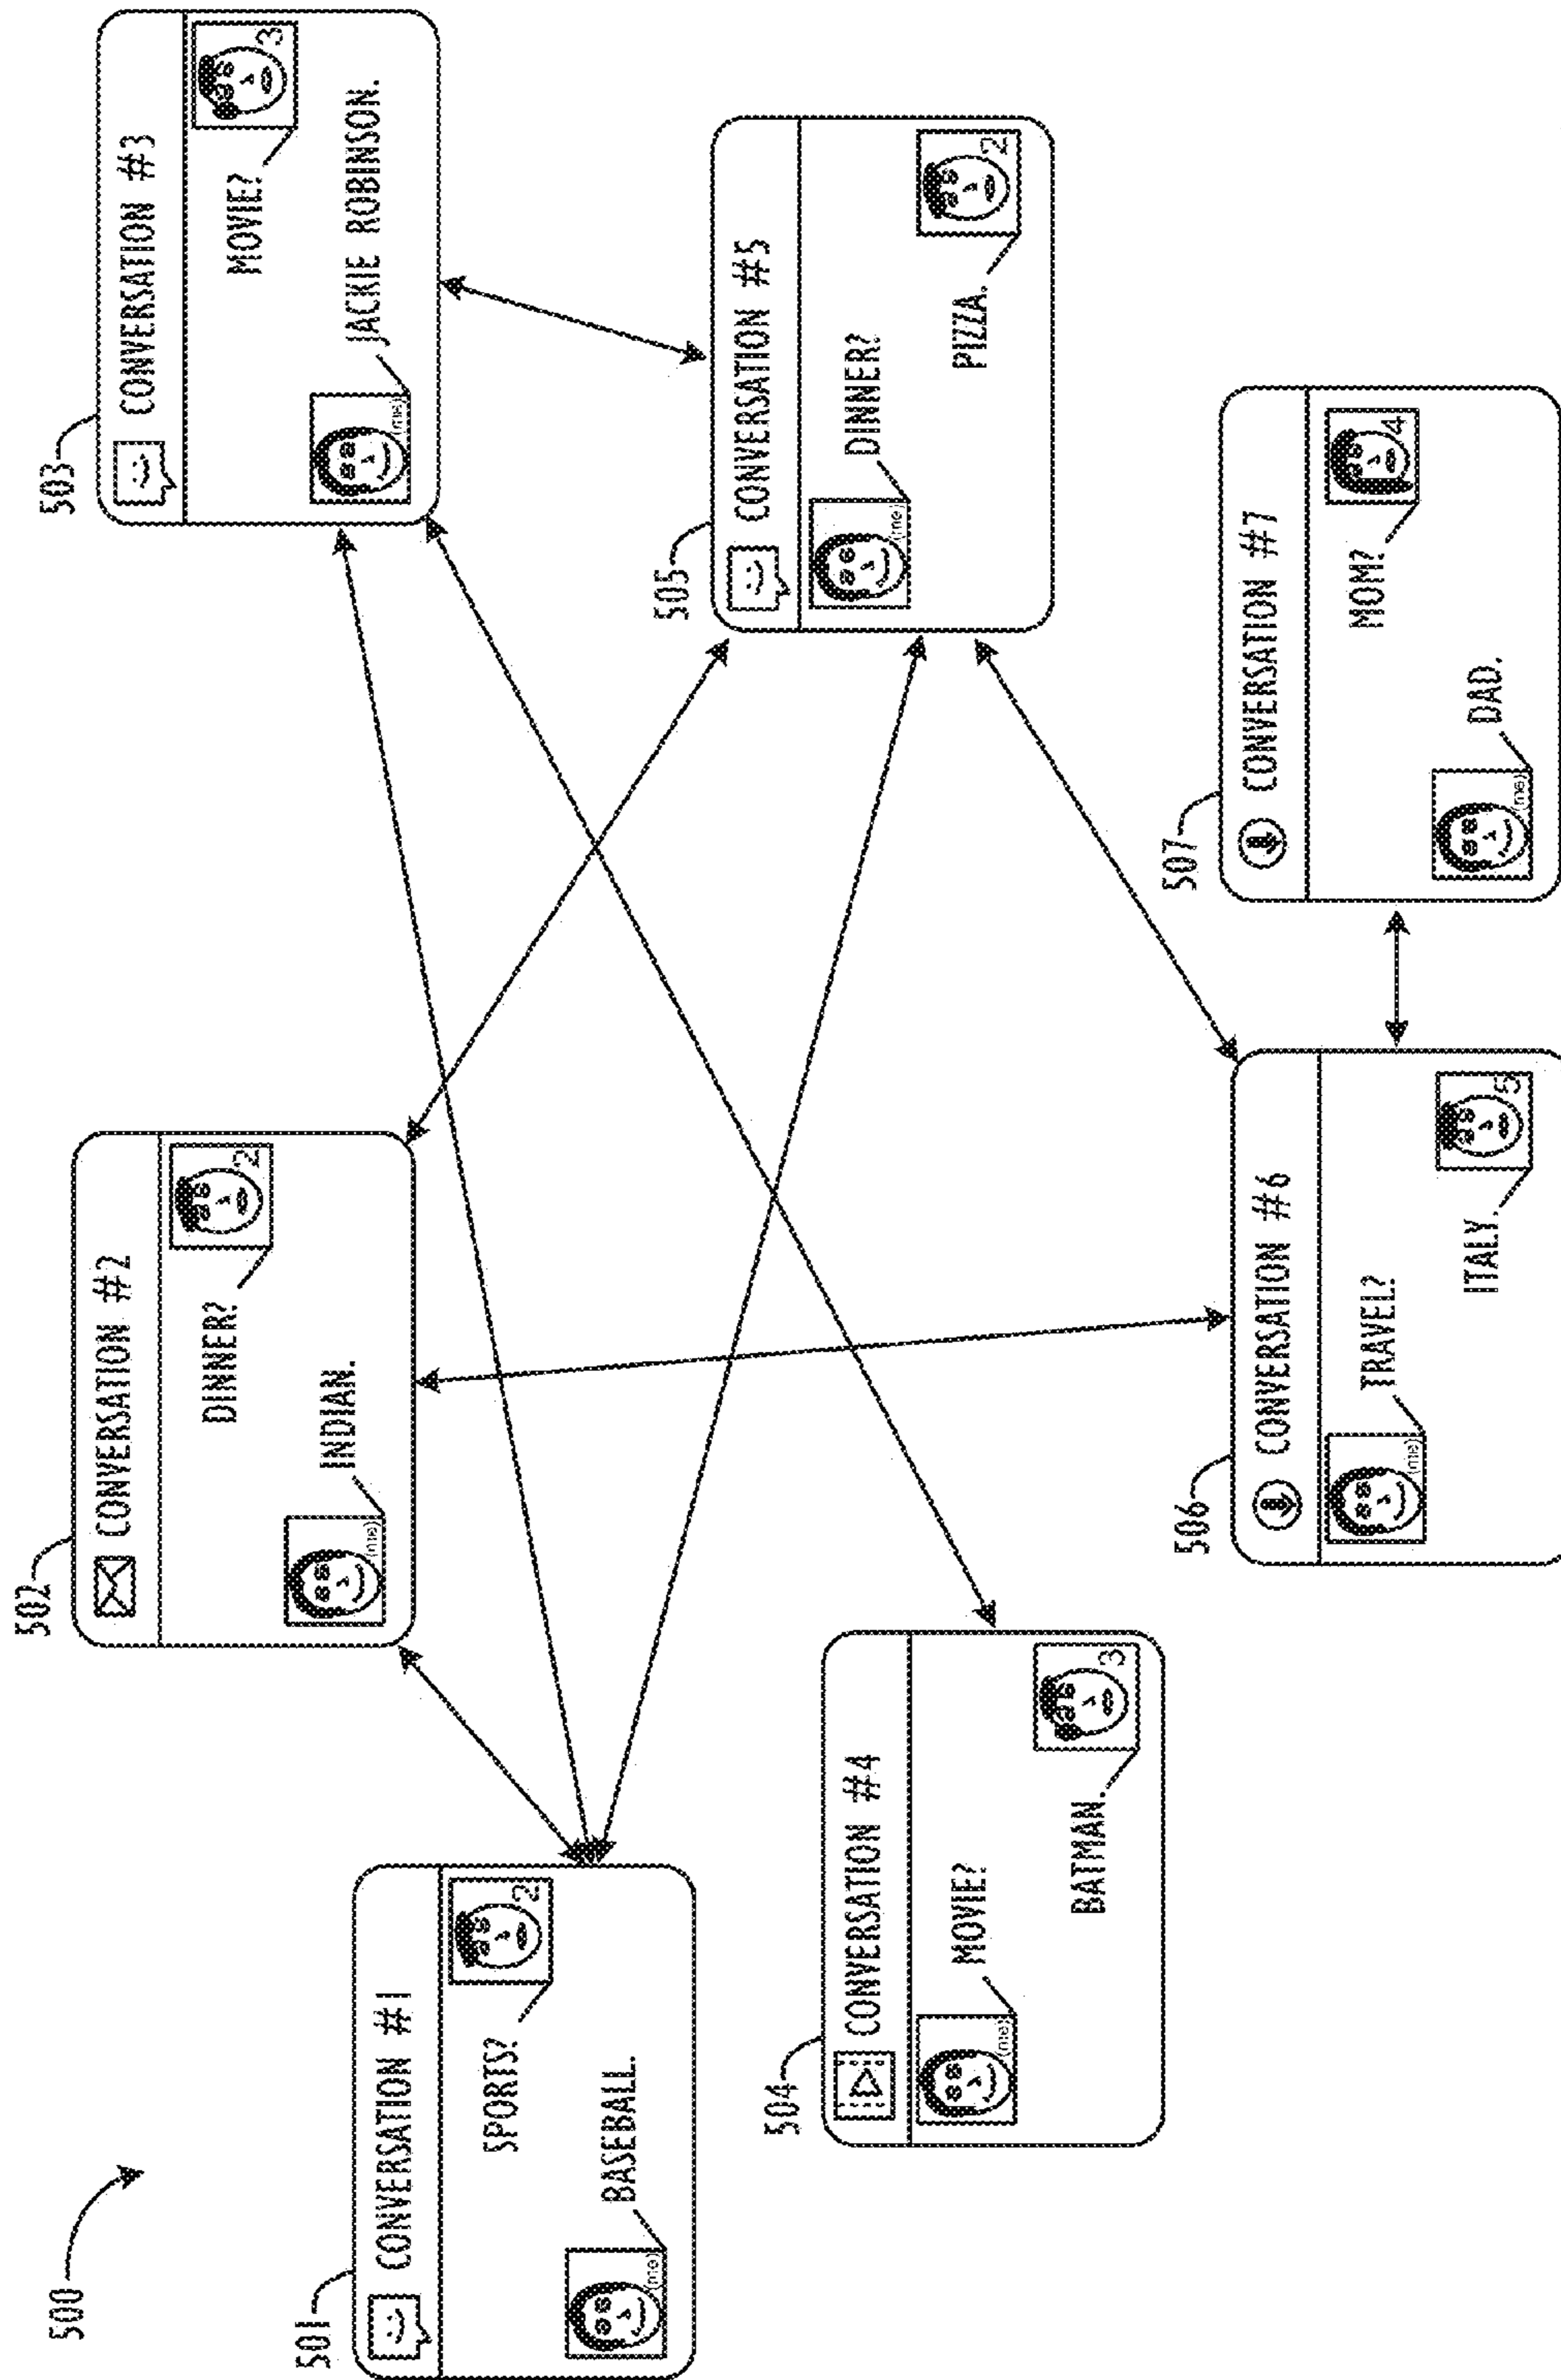 500
501
CONVERSATION #1
SPORTS?
2
BASEBALL.
(me)
502
CONVERSATION #2
DINNER?
2
INDIAN.
(me)
503
CONVERSATION #3
MOVIE?
3
JACKIE ROBINSON.
(me)
504
CONVERSATION #4
MOVIE?
(me)
BATMAN.
3
505
CONVERSATION #5
DINNER?
(me)
PIZZA.
2
506
CONVERSATION #6
TRAVEL?
(me)
ITALY.
5
507
CONVERSATION #7
MOM?
4
DAD.
(me)